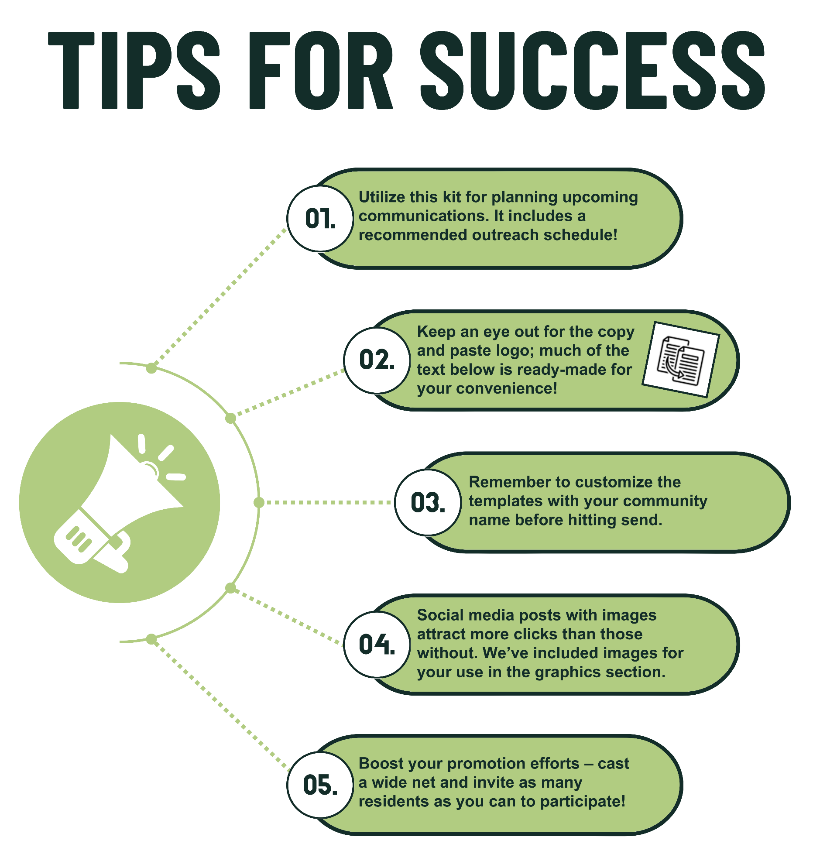 TIPS FOR SUCCESS
01.
Utilize this kit for planning upcoming
communications. It includes a
recommended outreach schedule!
02.
Keep an eye out for the copy
and paste logo; much of the
text below is ready-made for
your convenience!
03.
Remember to customize the
templates with your community
name before hitting send.
04.
Social media posts with images
attract more clicks than those
without. We’ve included images for
your use in the graphics section.
05.
Boost your promotion efforts – cast
a wide net and invite as many
residents as you can to participate!